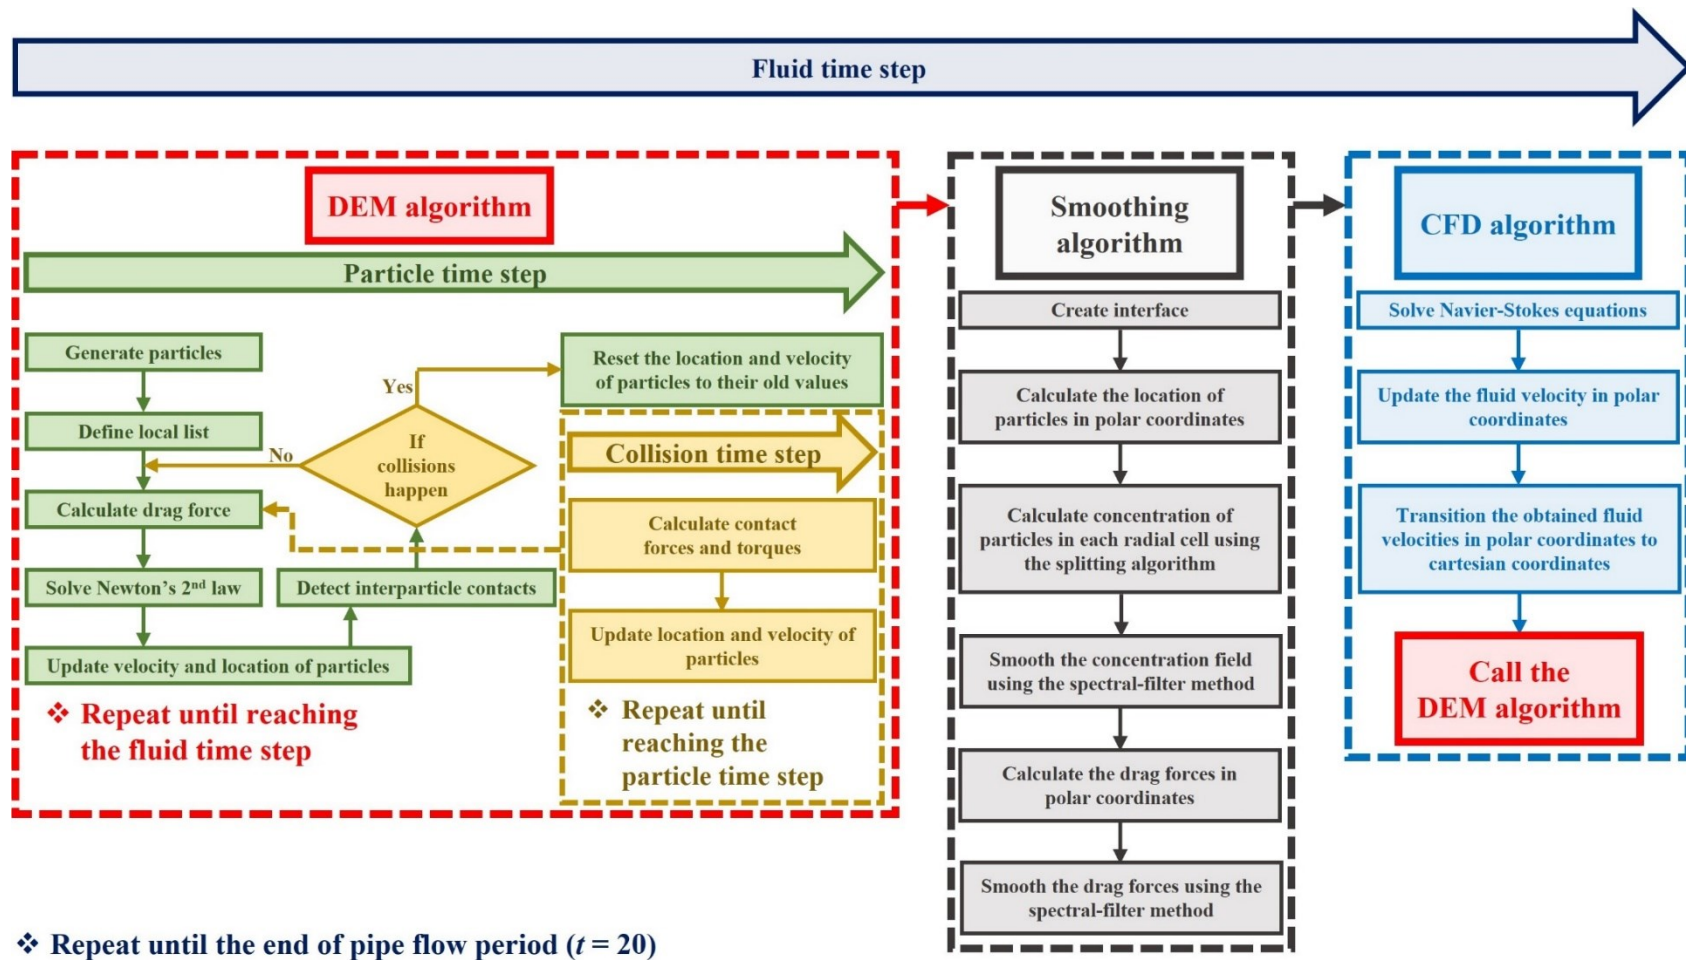 Fluid time step
DEM algorithm
Particle time step
Generate particles
Define local list
Calculate drag force
Solve Newton's 2nd law
Update velocity and location of particles
Detect interparticle contacts
If
collisions
happen
No
Yes
Reset the location and velocity
of particles to their old values
Collision time step
Calculate contact
forces and torques
Update location and velocity of
particles
❖ Repeat until
reaching the
particle time step
❖ Repeat until reaching
the fluid time step
Smoothing
algorithm
Create interface
Calculate the location of
particles in polar coordinates
Calculate concentration of
particles in each radial cell using
the splitting algorithm
Smooth the concentration field
using the spectral-filter method
Calculate the drag forces in
polar coordinates
Smooth the drag forces using the
spectral-filter method
CFD algorithm
Solve Navier-Stokes equations
Update the fluid velocity in polar
coordinates
Transition the obtained fluid
velocities in polar coordinates to
cartesian coordinates
Call the
DEM algorithm
❖ Repeat until the end of pipe flow period (t = 20)